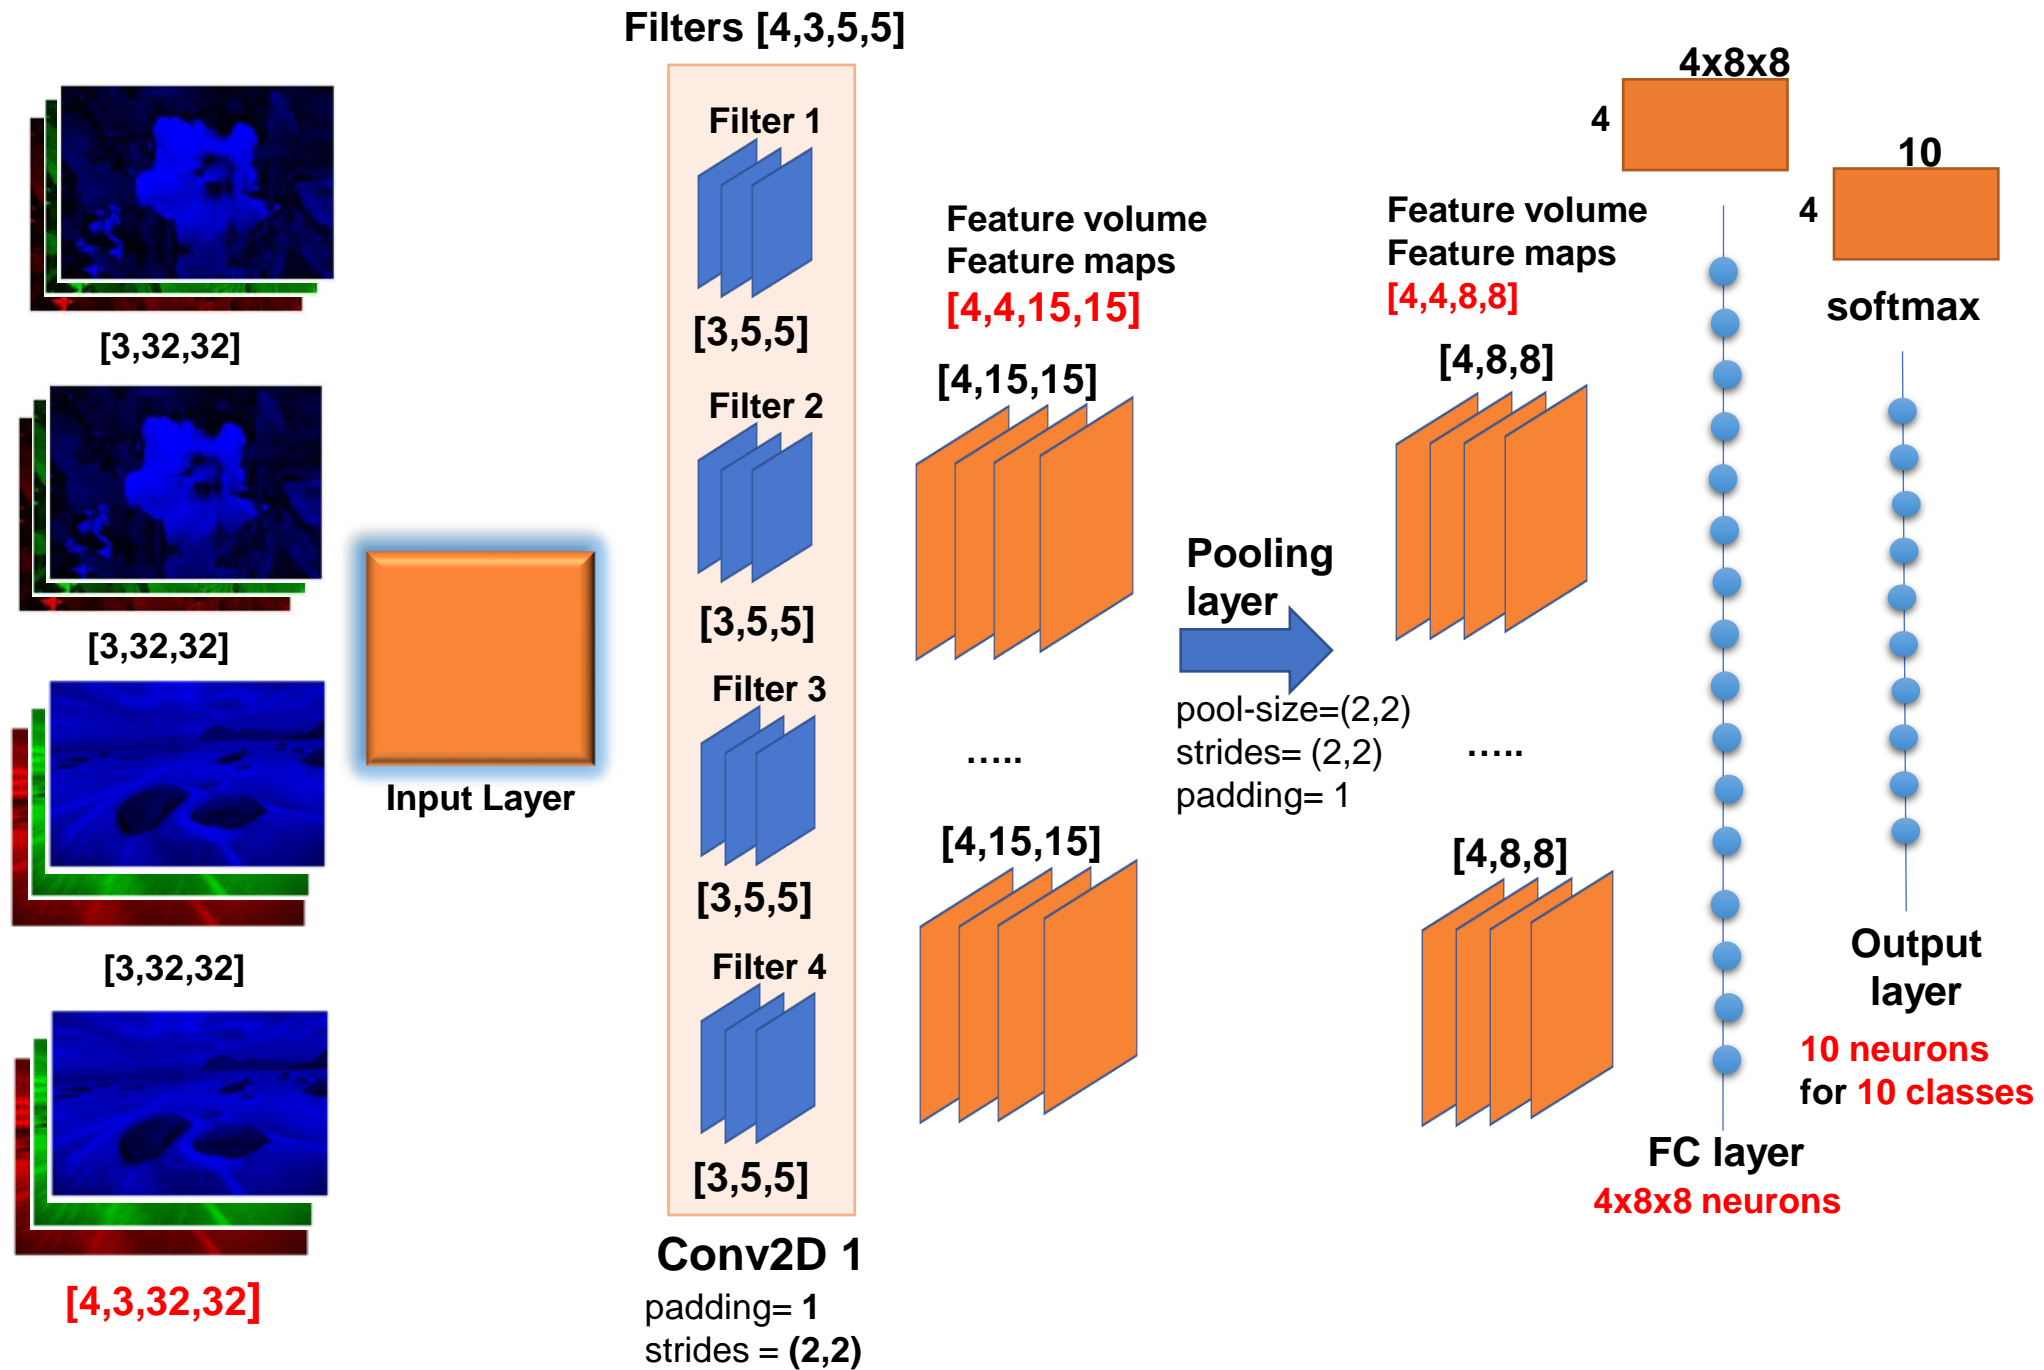 Filters [4,3,5,5]
[3,32,32]
[3,32,32]
[3,32,32]
[4,3,32,32]
Input Layer
Filter 1
[3,5,5]
Filter 2
[3,5,5]
Filter 3
[3,5,5]
Filter 4
[3,5,5]
Conv2D 1
padding= 1
strides = (2,2)
Feature volume
Feature maps
[4,4,15,15]
[4,15,15]
.....
[4,15,15]
Pooling
layer
pool-size=(2,2)
strides= (2,2)
padding= 1
Feature volume
Feature maps
[4,4,8,8]
[4,8,8]
.....
[4,8,8]
4x8x8
4
FC layer
4x8x8 neurons
10
4
softmax
Output
layer
10 neurons
for 10 classes